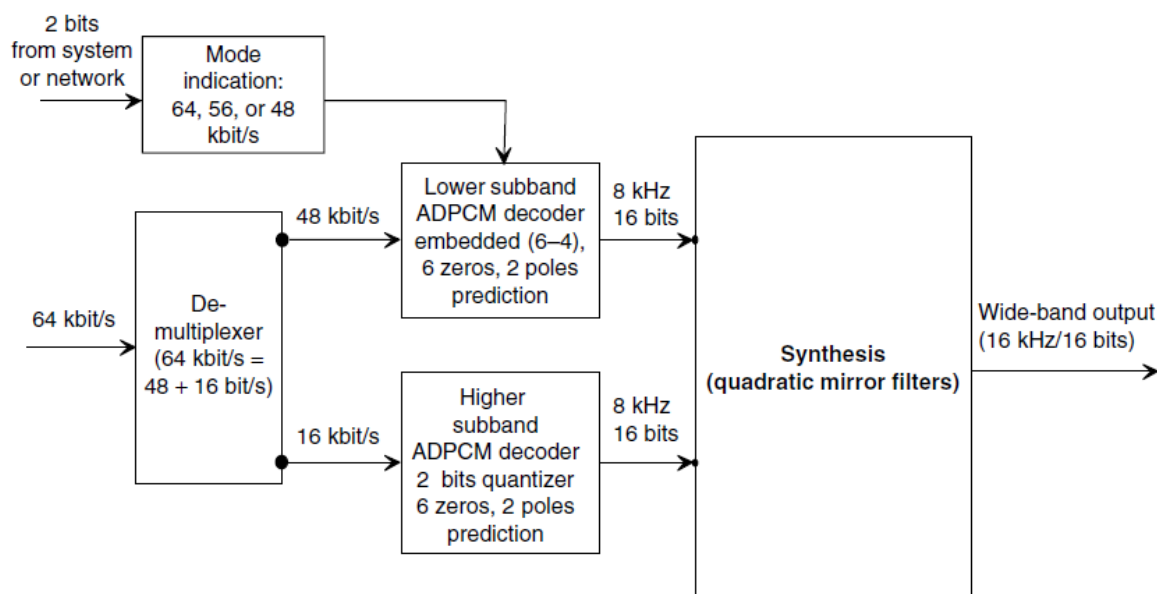 2 bits
from system
or network
Mode
indication:
64, 56, or 48
kbit/s
64 kbit/s
De-
multiplexer
(64 kbit/s =
48 + 16 bit/s)
48 kbit/s
16 kbit/s
Lower subband
ADPCM decoder
embedded (6–4),
6 zeros, 2 poles
prediction
Higher
subband
ADPCM decoder
2 bits quantizer
6 zeros, 2 poles
prediction
8 kHz
16 bits
8 kHz
16 bits
Synthesis
(quadratic mirror filters)
Wide-band output
(16 kHz/16 bits)